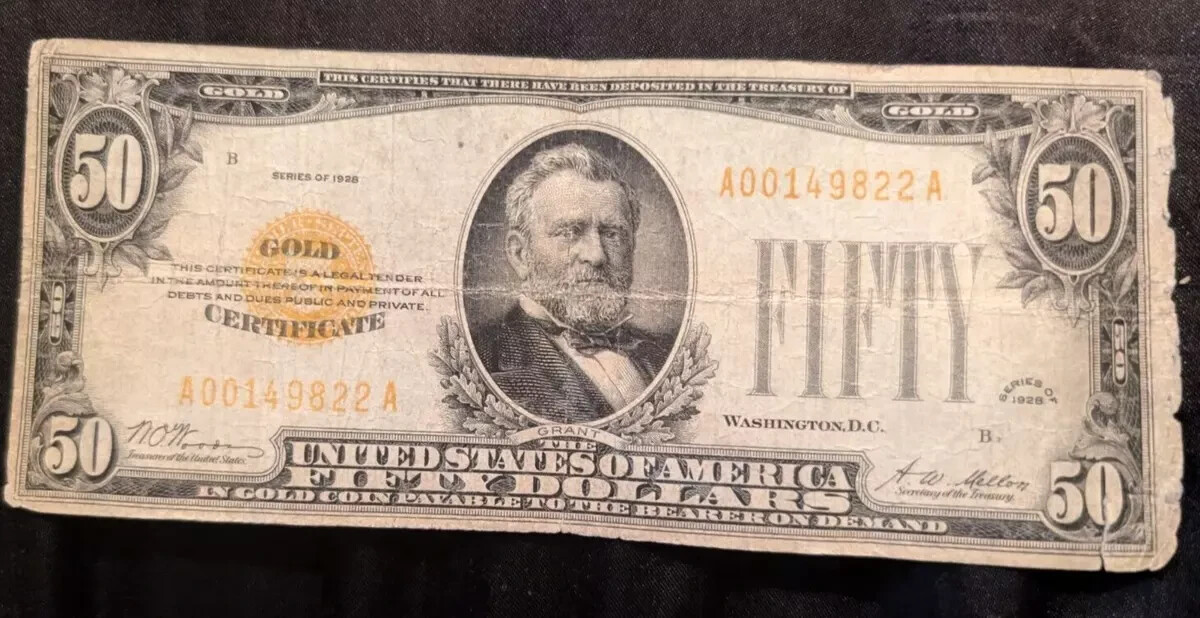 THIS CERTIFIES THAT THERE HAVE BEEN DEPOSITED IN THE TREASURY OF
GOLD
GOLD
50
50
B
SERIES OF 1928
A00149822A
GOLD
THIS CERTIFICATE IS A LEGAL TENDER
IN THE AMOUNT THEREOF IN PAYMENT OF ALL
DEBTS AND DUES PUBLIC AND PRIVATE.
CERTIFICATE
FIFTY
A00149822A
SERIES OF
1928
WASHINGTON, D.C.
B
GRANT
50
W.O. Woods
Treasurer of the United States.
THE
UNITED STATES OF AMERICA
FIFTY DOLLARS
IN GOLD COIN PAYABLE TO THE BEARER ON DEMAND
A. W. Mellon
Secretary of the Treasury.
50